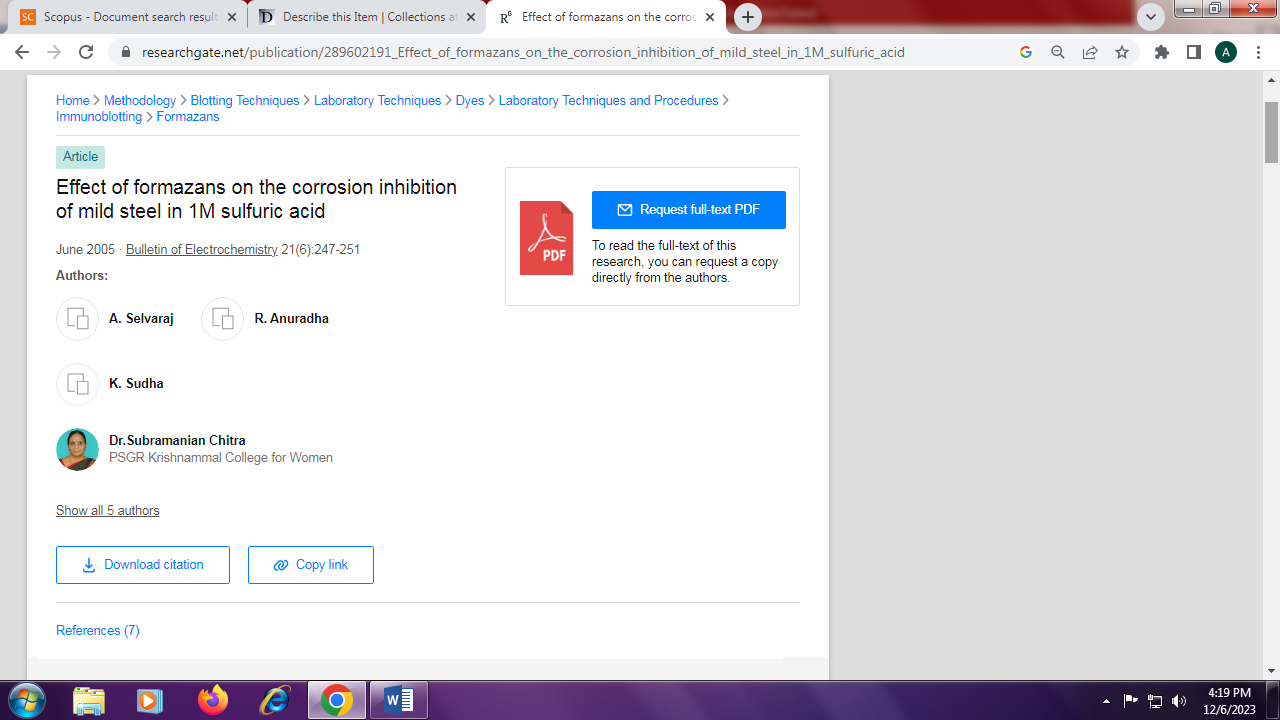 Scopus - Document search result
Describe this Item | Collections at
Effect of formazans on the corros
researchgate.net/publication/289602191_Effect_of_formazans_on_the_corrosion_inhibition_of_mild_steel_in_1M_sulfuric_acid
Home > Methodology > Blotting Techniques > Laboratory Techniques > Dyes > Laboratory Techniques and Procedures >
Immunoblotting > Formazans
Article
Effect of formazans on the corrosion inhibition
of mild steel in 1M sulfuric acid
June 2005 · Bulletin of Electrochemistry 21(6):247-251
Authors:
A. Selvaraj
R. Anuradha
K. Sudha
Dr.Subramanian Chitra
PSGR Krishnammal College for Women
Show all 5 authors
Download citation
Copy link
References (7)
PDF
Request full-text PDF
To read the full-text of this
research, you can request a copy
directly from the authors.
4:19 PM
12/6/2023